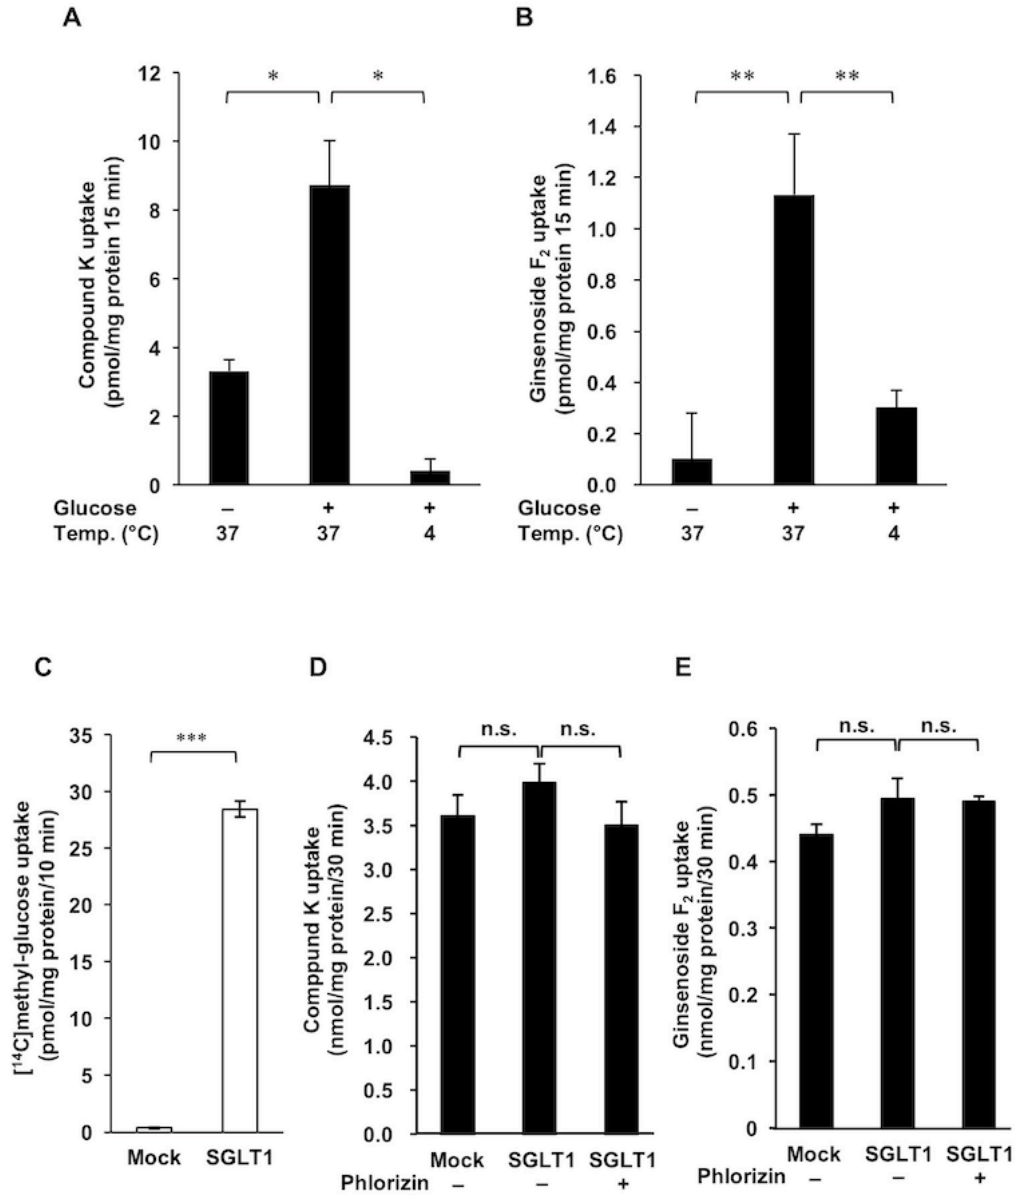 A
12
10
8
6
4
2
0
Compound K uptake
(pmol/mg protein 15 min)
* *
Glucose – + +
Temp. (°C) 37 37 4
B
1.6
1.4
1.2
1.0
0.8
0.6
0.4
0.2
0.0
Ginsenoside F₂ uptake
(pmol/mg protein 15 min)
** **
Glucose – + +
Temp. (°C) 37 37 4
C
35
30
25
20
15
10
5
0
[¹⁴C]methyl-glucose uptake
(pmol/mg protein/10 min)
***
Mock SGLT1
D
4.5
4.0
3.5
3.0
2.5
2.0
1.5
1.0
0.5
0.0
Comppund K uptake
(nmol/mg protein/30 min)
n.s. n.s.
Mock SGLT1 SGLT1
Phlorizin – – +
E
0.6
0.5
0.4
0.3
0.2
0.1
0
Ginsenoside F₂ uptake
(nmol/mg protein/30 min)
n.s. n.s.
Mock SGLT1 SGLT1
Phlorizin – – +